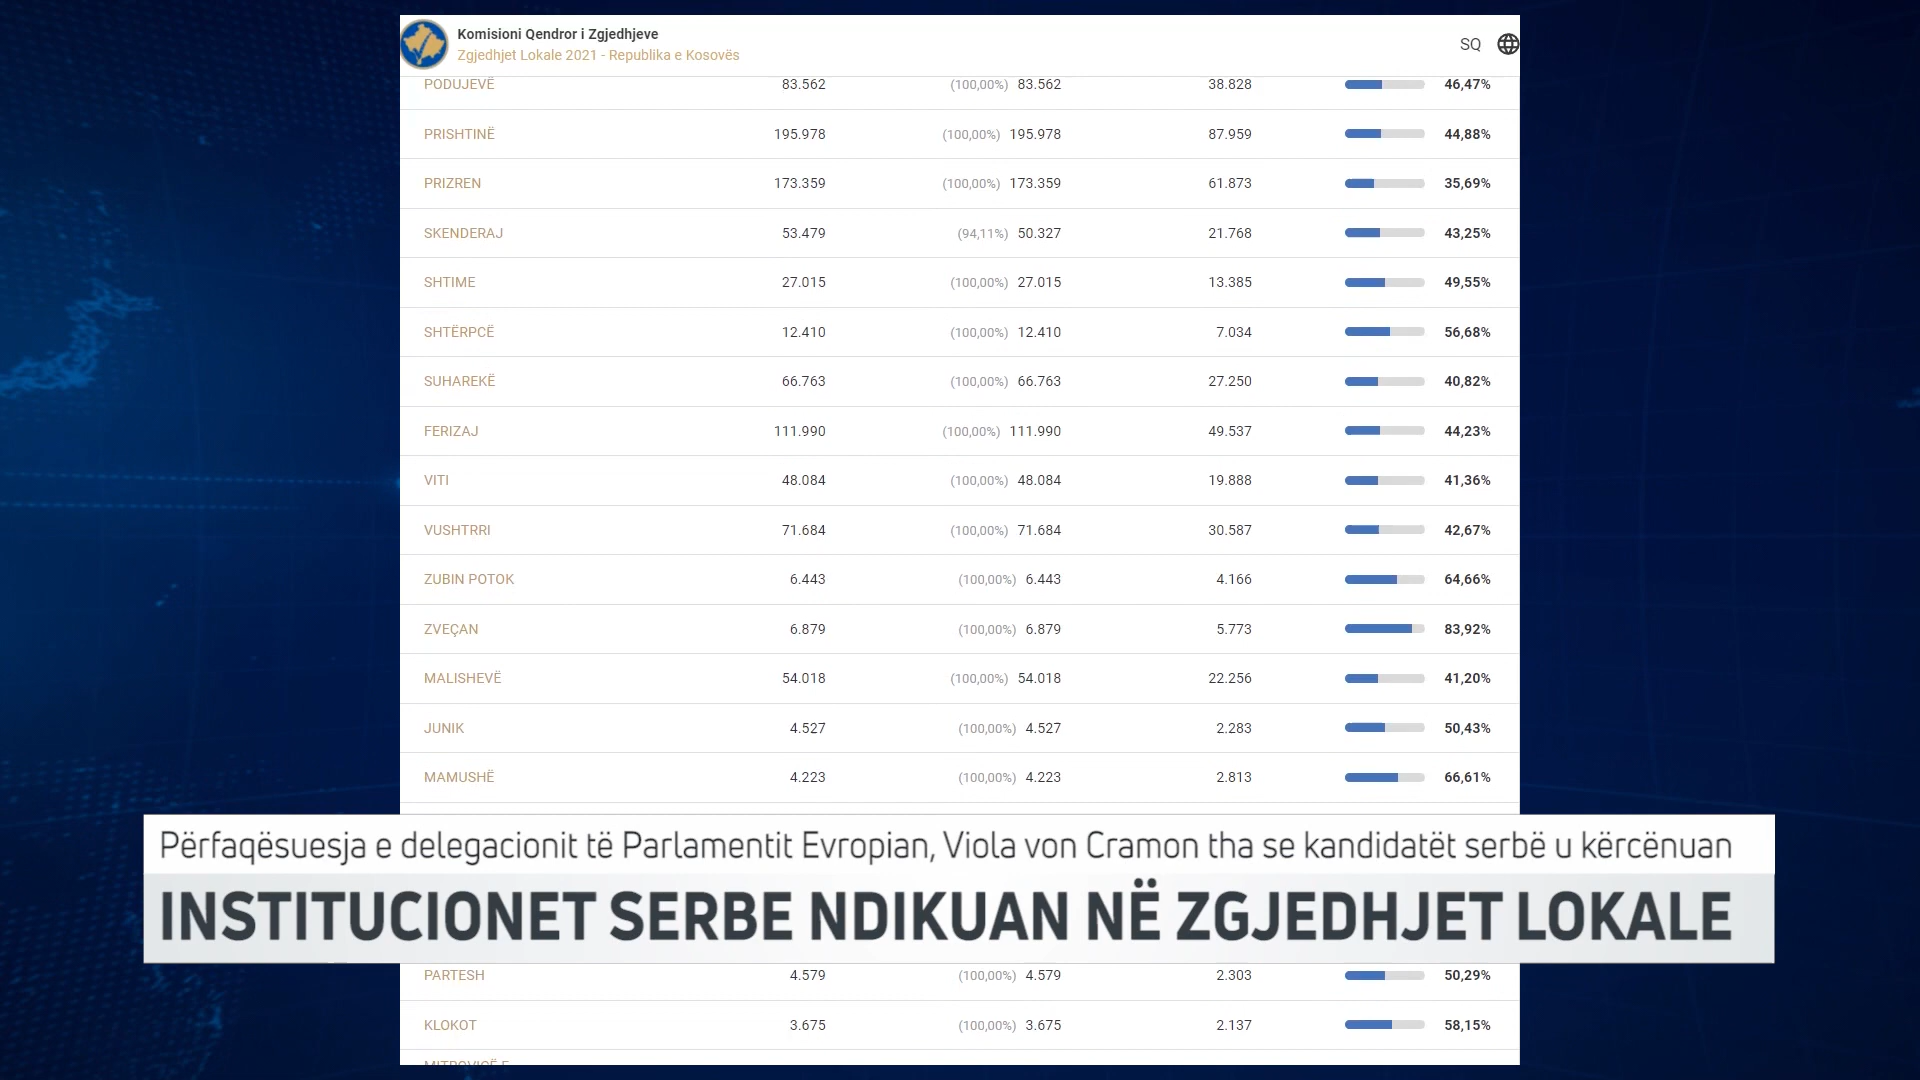 Komisioni Qendror i Zgjedhjeve
Zgjedhjet Lokale 2021 - Republika e Kosovës
SQ
PODUJEVË 83.562 (100,00%) 83.562 38.828 46,47%
PRISHTINË 195.978 (100,00%) 195.978 87.959 44,88%
PRIZREN 173.359 (100,00%) 173.359 61.873 35,69%
SKENDERAJ 53.479 (94,11%) 50.327 21.768 43,25%
SHTIME 27.015 (100,00%) 27.015 13.385 49,55%
SHTËRPCË 12.410 (100,00%) 12.410 7.034 56,68%
SUHAREKË 66.763 (100,00%) 66.763 27.250 40,82%
FERIZAJ 111.990 (100,00%) 111.990 49.537 44,23%
VITI 48.084 (100,00%) 48.084 19.888 41,36%
VUSHTRRI 71.684 (100,00%) 71.684 30.587 42,67%
ZUBIN POTOK 6.443 (100,00%) 6.443 4.166 64,66%
ZVEÇAN 6.879 (100,00%) 6.879 5.773 83,92%
MALISHEVË 54.018 (100,00%) 54.018 22.256 41,20%
JUNIK 4.527 (100,00%) 4.527 2.283 50,43%
MAMUSHË 4.223 (100,00%) 4.223 2.813 66,61%
Përfaqësuesja e delegacionit të Parlamentit Evropian, Viola von Cramon tha se kandidatët serbë u kërcënuan
INSTITUCIONET SERBE NDIKUAN NË ZGJEDHJET LOKALE
PARTESH 4.579 (100,00%) 4.579 2.303 50,29%
KLOKOT 3.675 (100,00%) 3.675 2.137 58,15%